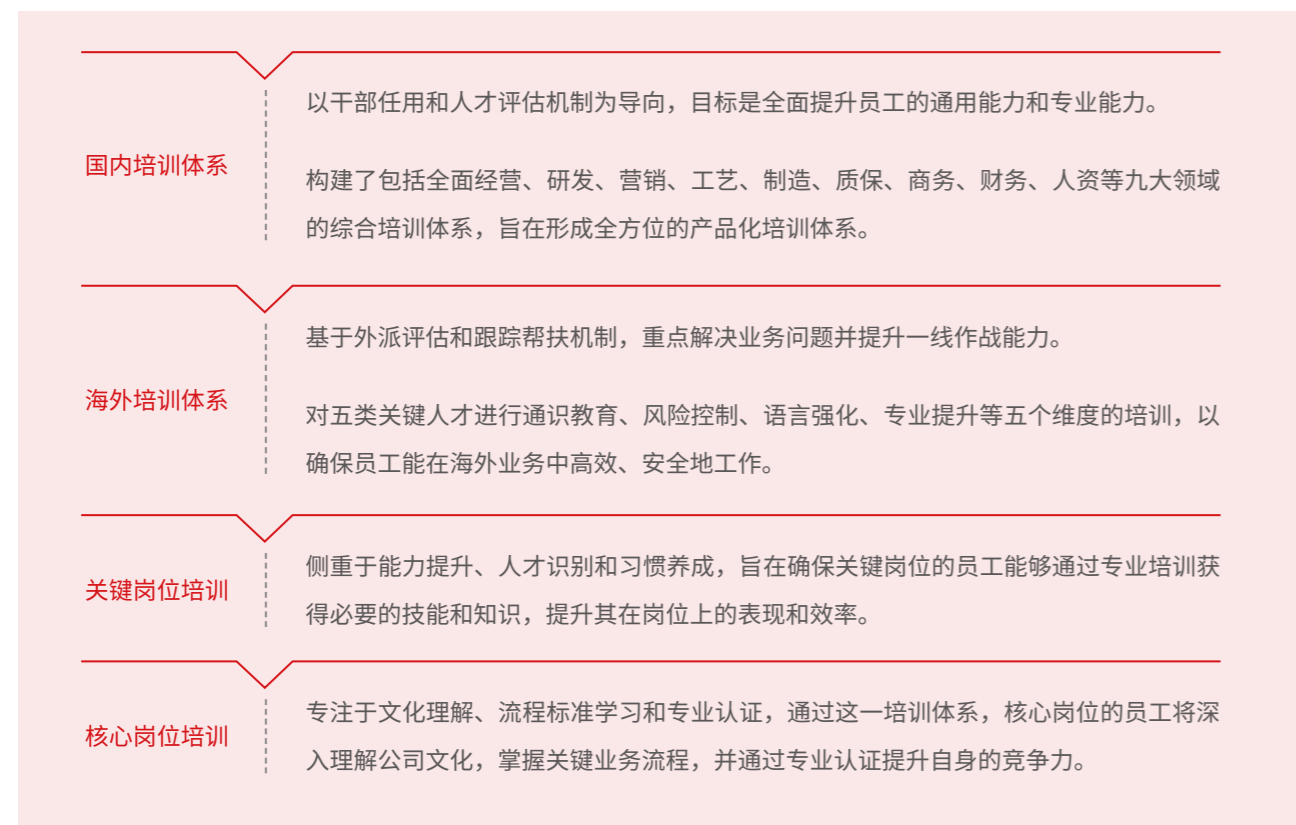 国内培训体系
以干部任用和人才评估机制为导向，目标是全面提升员工的通用能力和专业能力。
构建了包括全面经营、研发、营销、工艺、制造、质保、商务、财务、人资等九大领域
的综合培训体系，旨在形成全方位的产品化培训体系。
海外培训体系
基于外派评估和跟踪帮扶机制，重点解决业务问题并提升一线作战能力。
对五类关键人才进行通识教育、风险控制、语言强化、专业提升等五个维度的培训，以
确保员工能在海外业务中高效、安全地工作。
关键岗位培训
侧重于能力提升、人才识别和习惯养成，旨在确保关键岗位的员工能够通过专业培训获
得必要的技能和知识，提升其在岗位上的表现和效率。
核心岗位培训
专注于文化理解、流程标准学习和专业认证，通过这一培训体系，核心岗位的员工将深
入理解公司文化，掌握关键业务流程，并通过专业认证提升自身的竞争力。